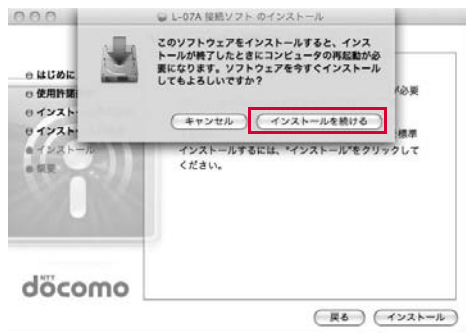 L-07A 接続ソフト のインストール
このソフトウェアをインストールすると、インス
トールが終了したときにコンピュータの再起動が必
要になります。ソフトウェアを今すぐインストール
してもよろしいですか？
キャンセル
インストールを続ける
はじめに
使用許諾
インスト
インスト
インストール
概要
が必要
標準
インストールするには、"インストール"をクリックして
ください。
NTT
döcomo
戻る
インストール